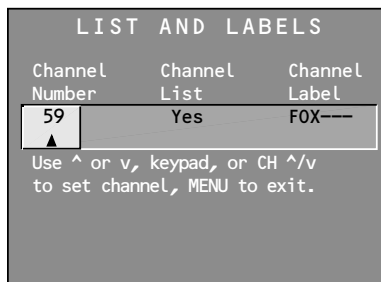 LIST AND LABELS
Channel Channel Channel
Number List Label
59 Yes FOX---
Use ^ or v, keypad, or CH ^/v
to set channel, MENU to exit.